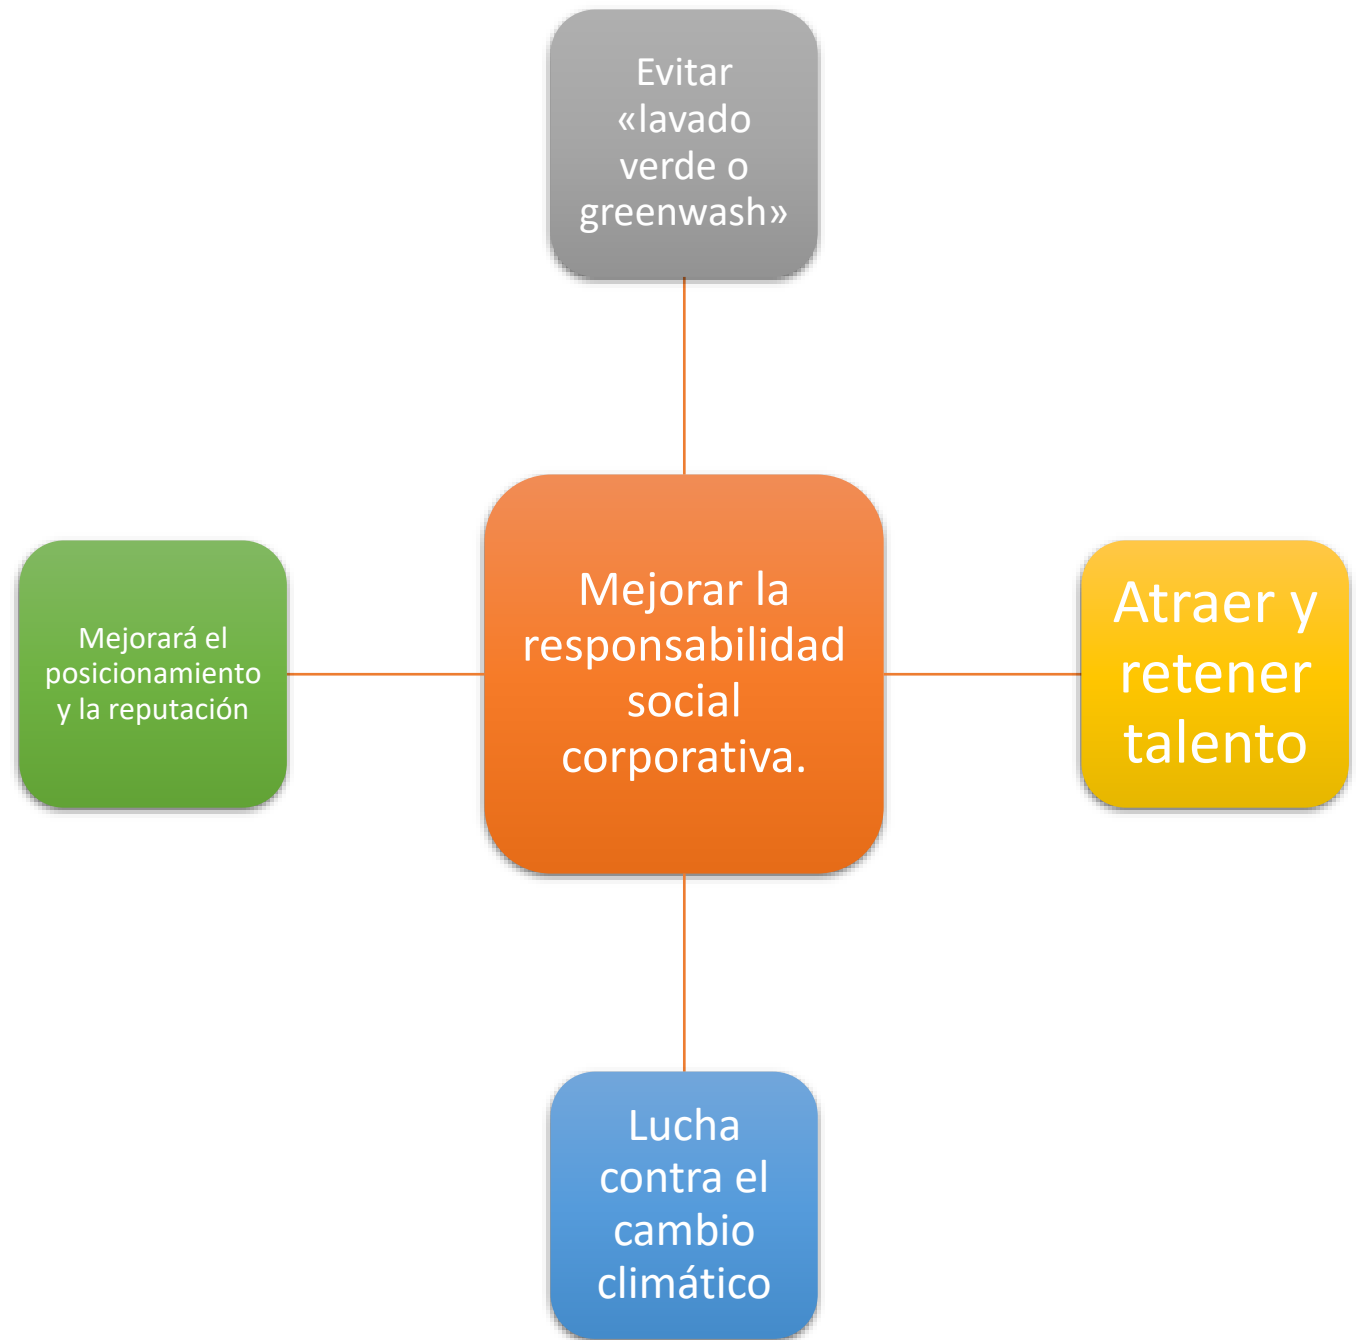 Evitar
«lavado
verde o
greenwash»
Mejorará el
posicionamiento
y la reputación
Mejorar la
responsabilidad
social
corporativa.
Atraer y
retener
talento
Lucha
contra el
cambio
climático